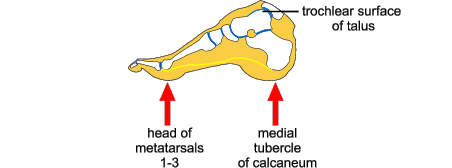 trochlear surface
of talus
head of
metatarsals
1-3
medial
tubercle
of calcaneum